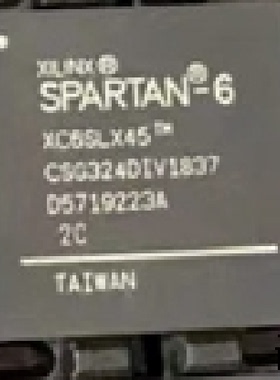 XILINX®
SPARTAN®-6
XC6SLX45™
CSG324DIV1837
D5719223A
2C
TAIWAN